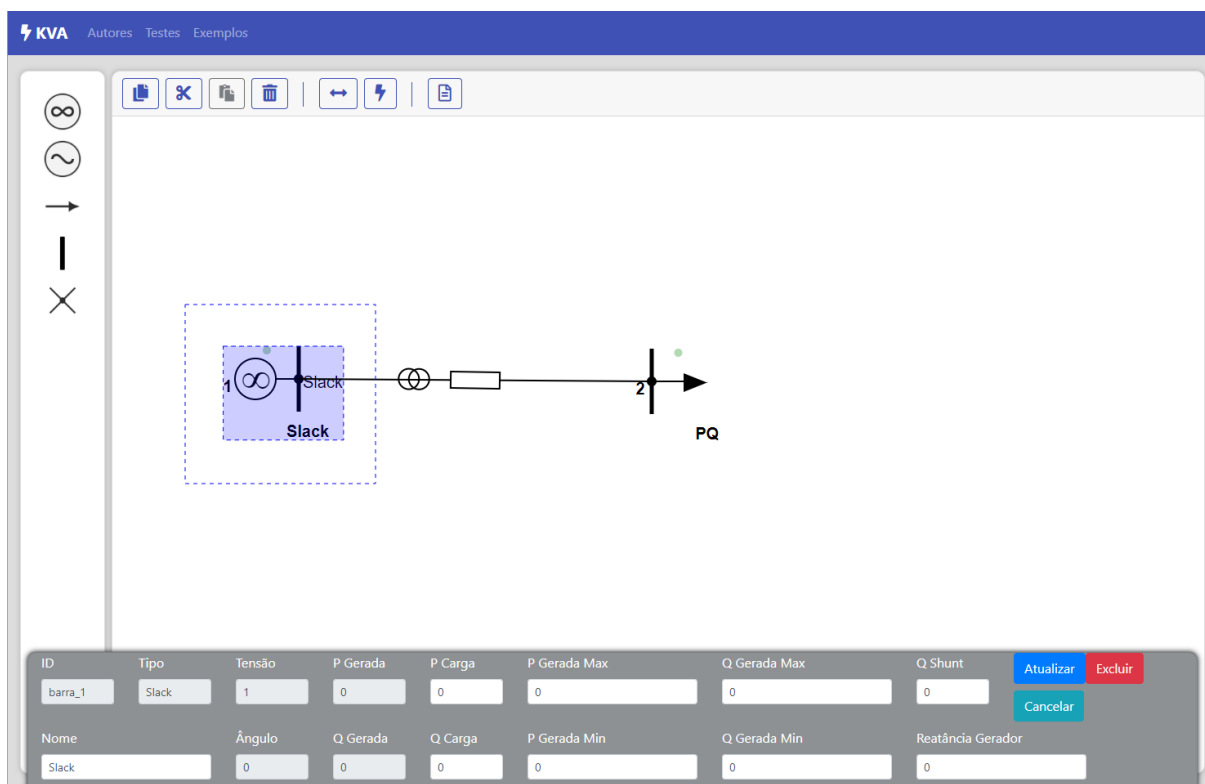 KVA Autores Testes Exemplos
1 Slack
Slack
2
PQ
ID Tipo Tensão P Gerada P Carga P Gerada Max Q Gerada Max Q Shunt
Atualizar Excluir
barra_1 Slack 1 0 0 0 0 0
Cancelar
Nome Ângulo Q Gerada Q Carga P Gerada Min Q Gerada Min Reatância Gerador
Slack 0 0 0 0 0 0